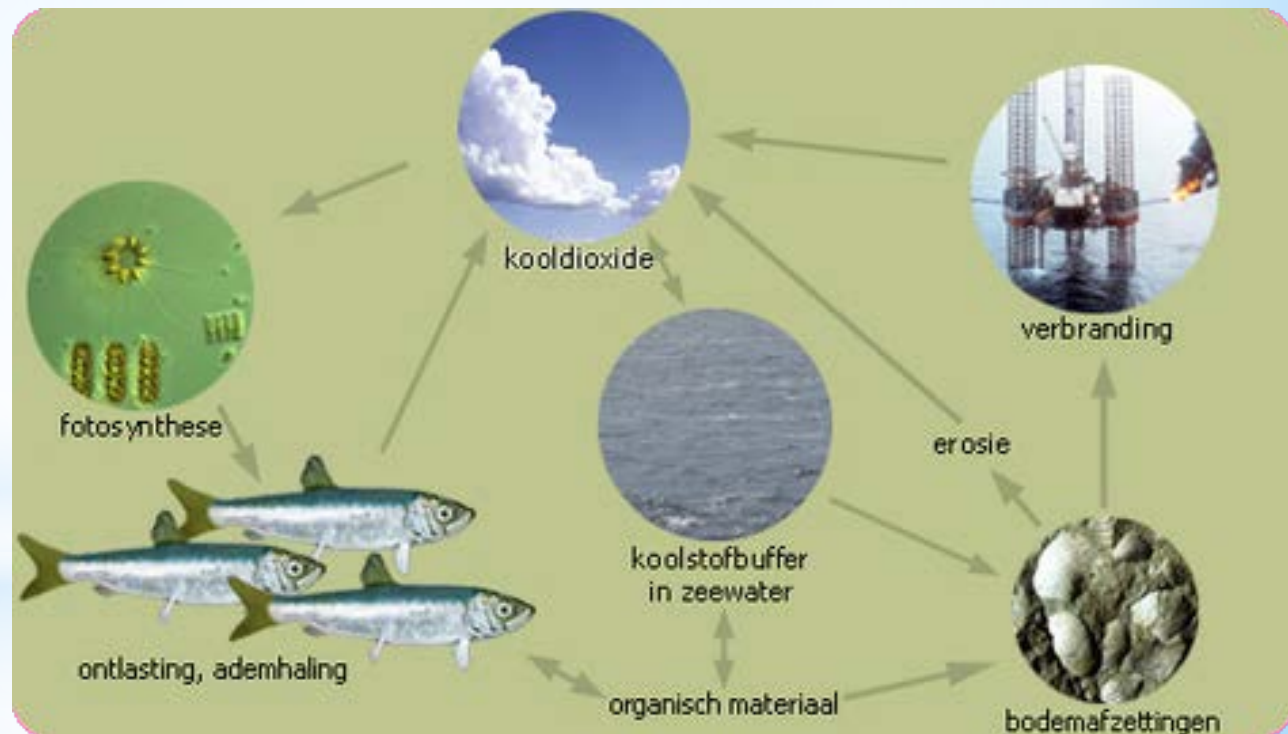 kooldioxide
verbranding
fotosynthese
erosie
koolstofbuffer
in zeewater
ontlasting, ademhaling
organisch materiaal
bodemafzettingen